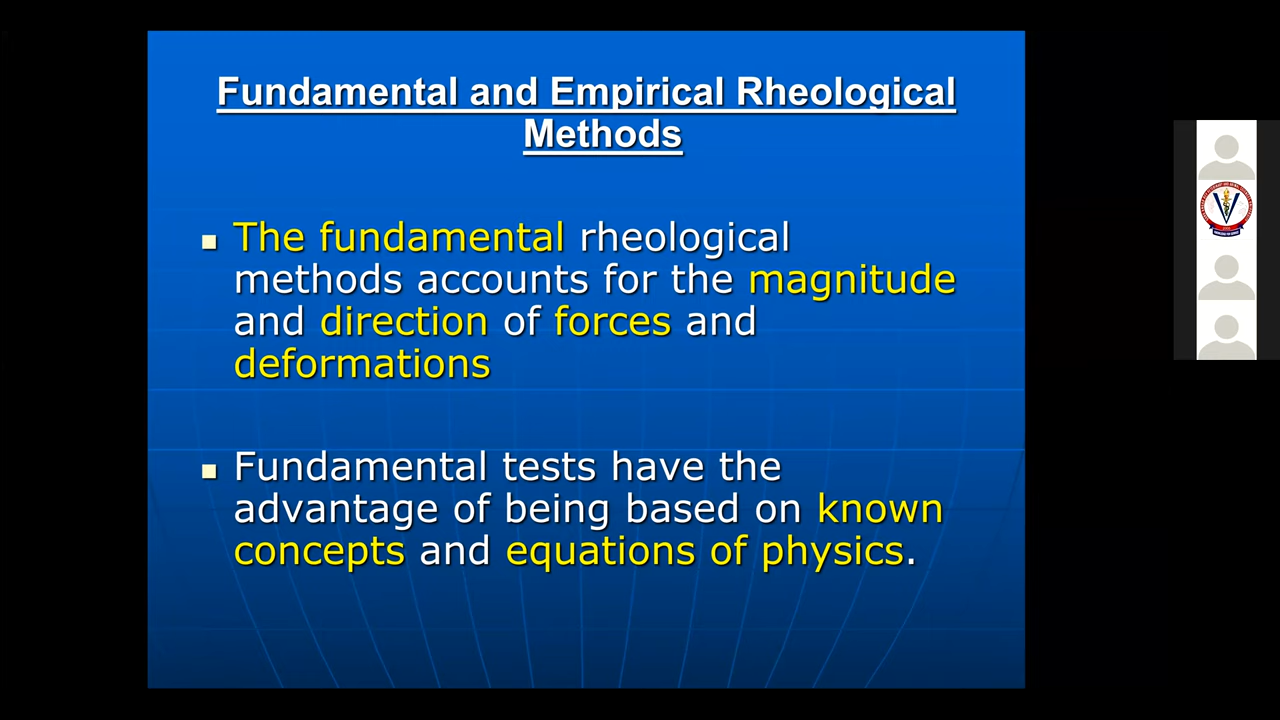 Fundamental and Empirical Rheological
Methods
The fundamental rheological
methods accounts for the magnitude
and direction of forces and
deformations
Fundamental tests have the
advantage of being based on known
concepts and equations of physics.